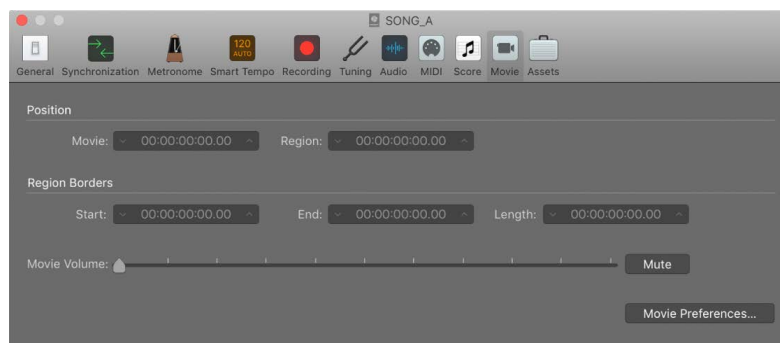 SONG_A
120
AUTO
General Synchronization Metronome Smart Tempo Recording Tuning Audio MIDI Score Movie Assets
Position
Movie: 00:00:00:00.00 Region: 00:00:00:00.00
Region Borders
Start: 00:00:00:00.00 End: 00:00:00:00.00 Length: 00:00:00:00.00
Movie Volume: Mute
Movie Preferences...